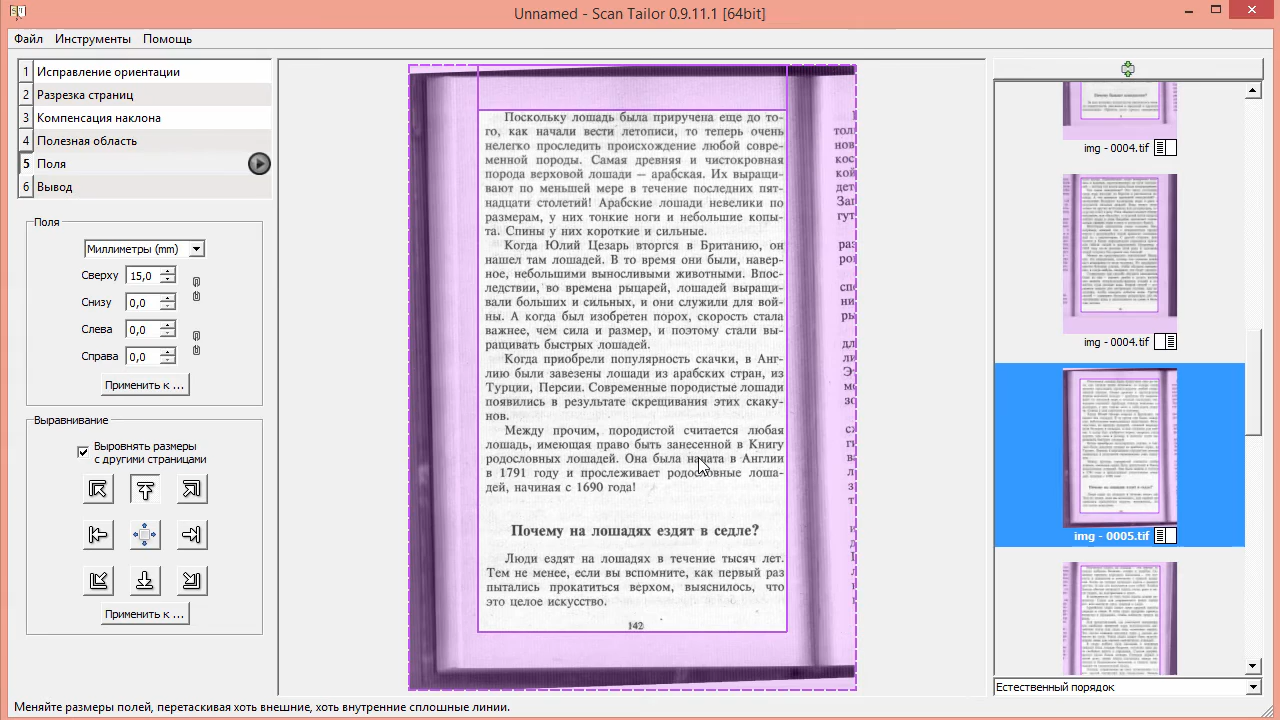 Unnamed - Scan Tailor 0.9.11.1 [64bit]
Файл Инструменты Помощь
1 Исправление ориентации
2 Разрезка страниц
3 Компенсация наклона
4 Полезная область
5 Поля
6 Вывод
Поля
Миллиметры (mm)
Сверху 15,0
Снизу 0,0
Слева 0,0
Справа 0,0
Применить к ...
Выравнивание
Выровнять размеры
с другими страницами
Применить к ...
Поскольку лошадь была приручена еще до то-
го, как начали вести летописи, то теперь очень
нелегко проследить происхождение любой совре-
менной породы. Самая древняя и чистокровная
порода верховой лошади — арабская. Их выращи-
вают по меньшей мере в течение последних пят-
надцати столетий! Арабские лошади невелики по
размерам, у них тонкие ноги и небольшие копы-
та. Спины у них короткие и сильные.
Когда Юлий Цезарь вторгся в Британию, он
нашел там лошадей. В то время они были, навер-
ное, небольшими выносливыми животными. Впос-
ледствии, во времена рыцарей, лошадей выращи-
вали больших и сильных, и они служили для вой-
ны. А когда был изобретен порох, скорость стала
важнее, чем сила и размер, и поэтому стали вы-
ращивать быстрых лошадей.
Когда приобрели популярность скачки, в Анг-
лию были завезены лошади из арабских стран, из
Турции, Персии. Современные породистые лошади
появились в результате скрещивания этих скаку-
нов.
Между прочим, породистой считается любая
лошадь, имеющая право быть занесенной в Книгу
родословных лошадей. Она была начата в Англии
в 1791 году и прослеживает родословные лоша-
дей, начиная с 1690 года!
Почему на лошадях ездят в седле?
Люди ездят на лошадях в течение тысяч лет.
Тем не менее, если вы вспомните, как первый раз
пытались прокатиться верхом, выяснилось, что
это целое искусство.
142
img - 0004.tif
img - 0004.tif
img - 0005.tif
Естественный порядок
Меняйте размеры полей, перетаскивая хоть внешние, хоть внутренние сплошные линии.